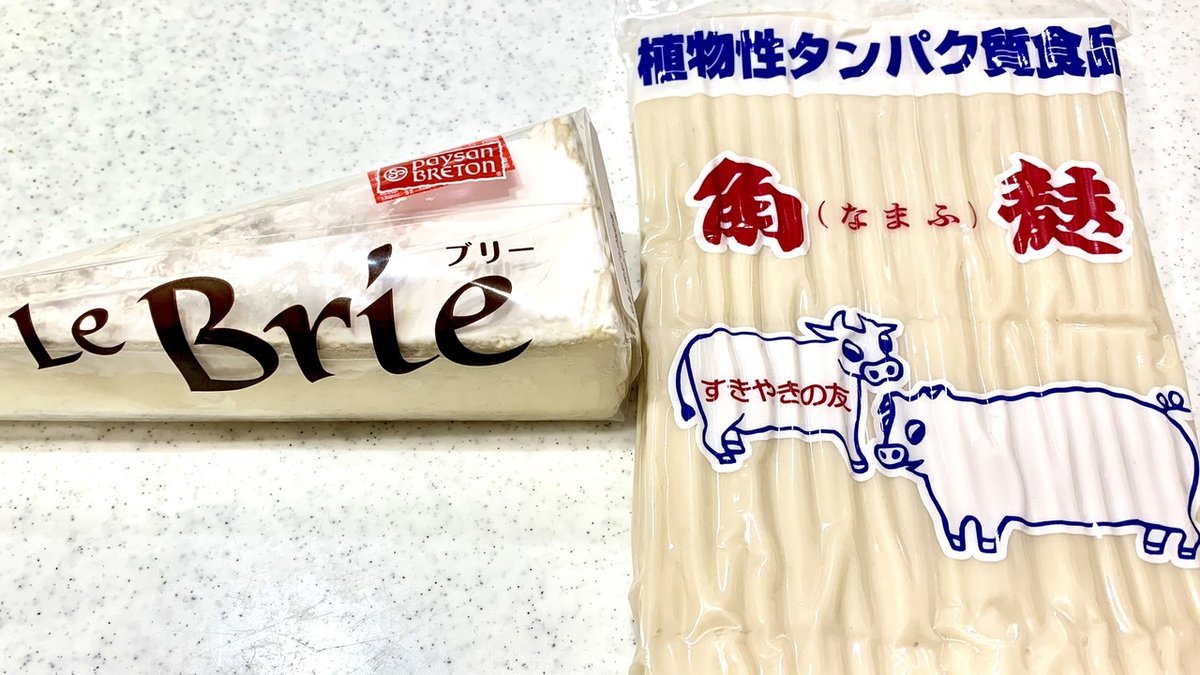 paysan
BRETON
ブリー
Le Brie
植物性タンパク質食品
角(なまふ)麩
すきやきの友